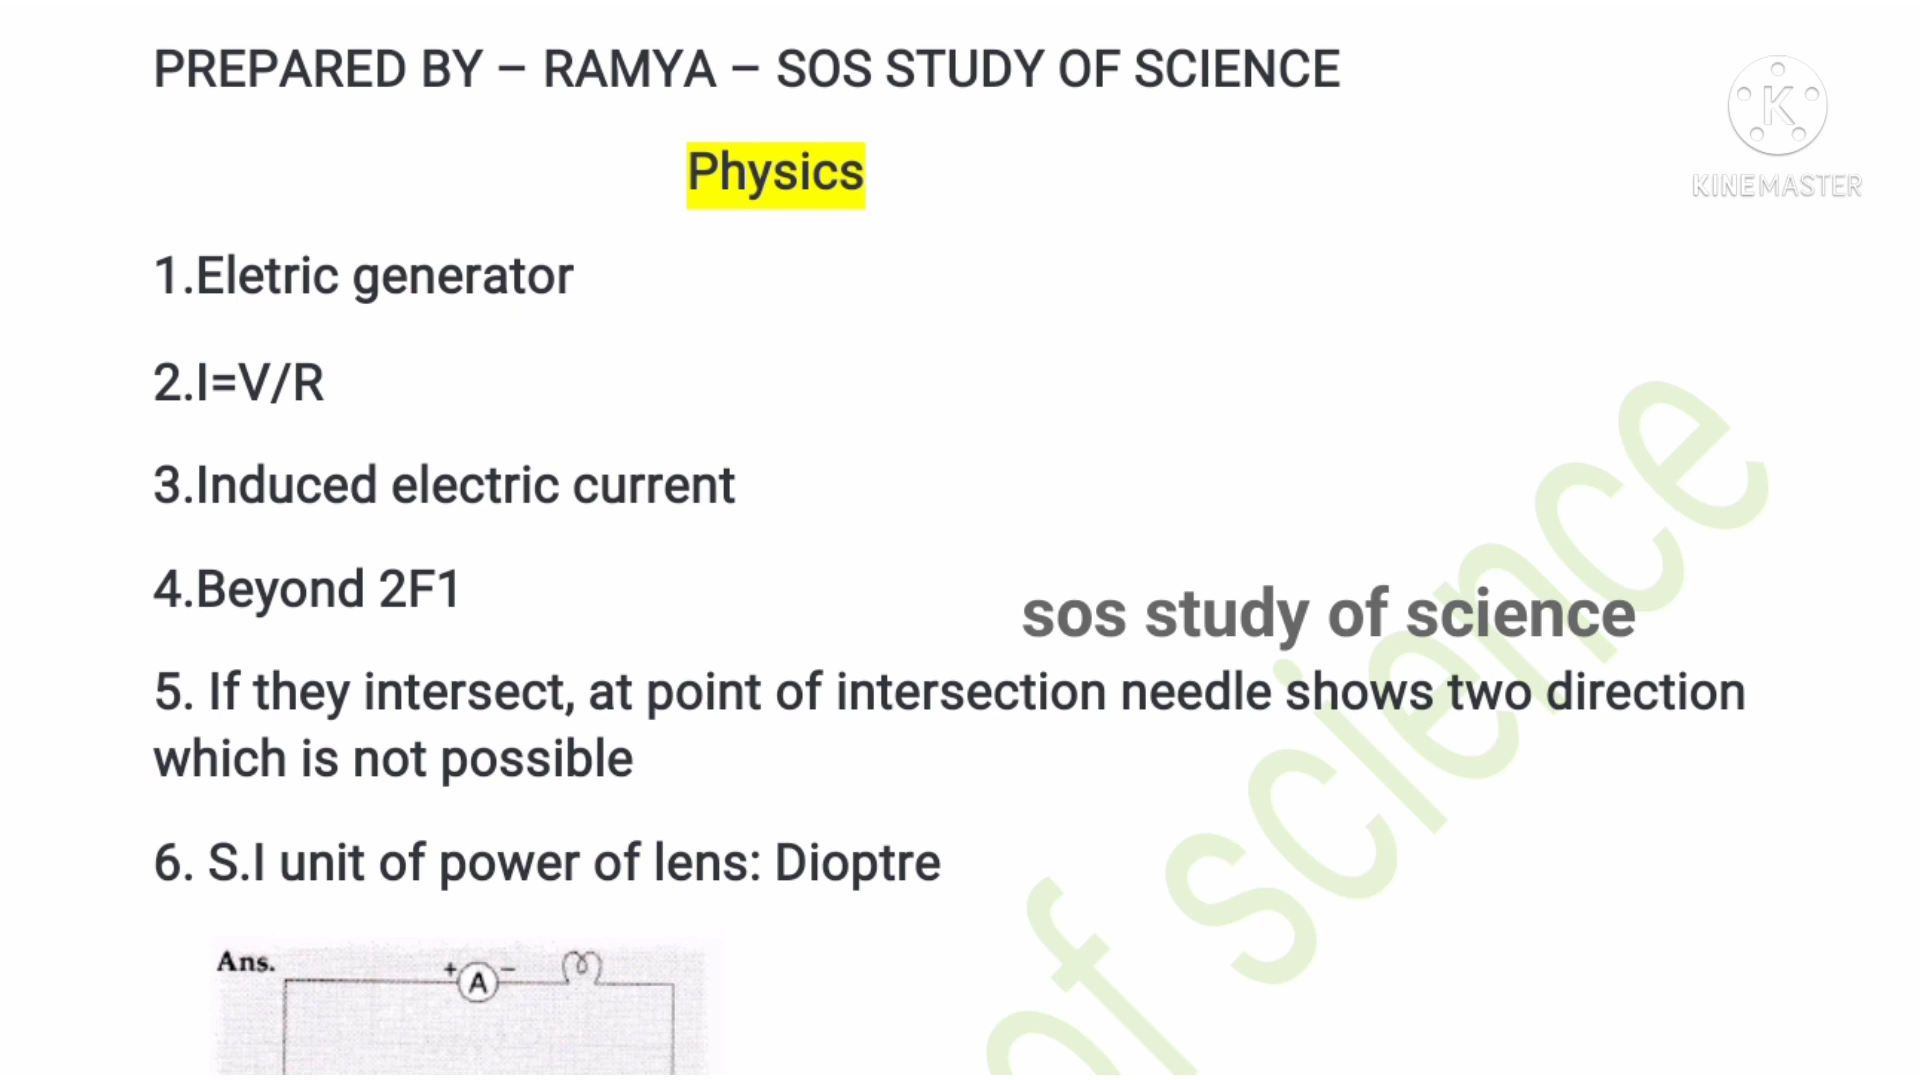 PREPARED BY – RAMYA – SOS STUDY OF SCIENCE
K
KINEMASTER
Physics
1.Eletric generator
2.I=V/R
3.Induced electric current
4.Beyond 2F1
sos study of science
5. If they intersect, at point of intersection needle shows two direction
which is not possible
6. S.I unit of power of lens: Dioptre
Ans.
+ A –
of science